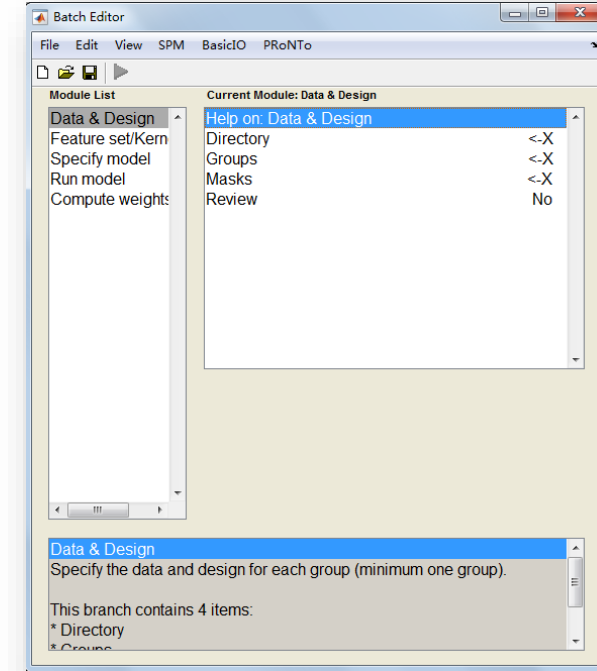 Batch Editor
File Edit View SPM BasicIO PRoNTo
Module List
Current Module: Data & Design
Data & Design
Feature set/Kern
Specify model
Run model
Compute weights
Help on: Data & Design
Directory <-X
Groups <-X
Masks <-X
Review No
Data & Design
Specify the data and design for each group (minimum one group).
This branch contains 4 items:
* Directory
* Groups